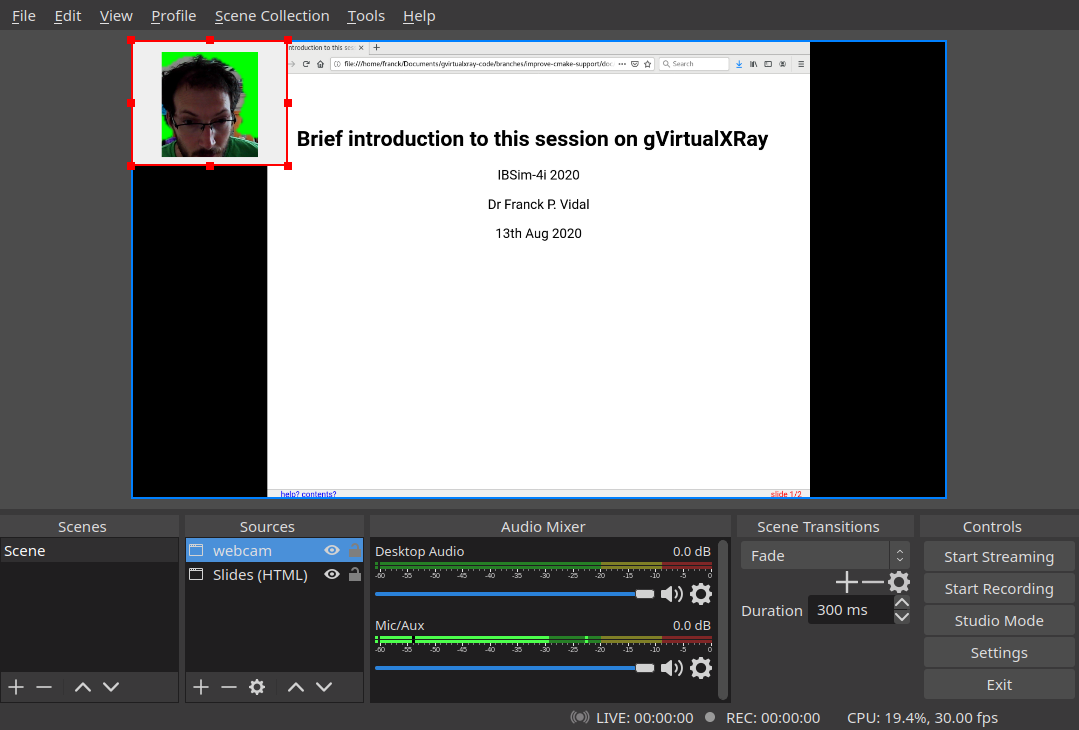 File Edit View Profile Scene Collection Tools Help
ntroduction to this ses
file:///home/franck/Documents/gvirtualxray-code/branches/improve-cmake-support/doc Search
Brief introduction to this session on gVirtualXRay
IBSim-4i 2020
Dr Franck P. Vidal
13th Aug 2020
help? contents? slide 1/2
Scenes Sources Audio Mixer Scene Transitions Controls
Scene
webcam
Slides (HTML)
Desktop Audio 0.0 dB
-60 -55 -50 -45 -40 -35 -30 -25 -20 -15 -10 -5 0
Mic/Aux 0.0 dB
-60 -55 -50 -45 -40 -35 -30 -25 -20 -15 -10 -5 0
Fade
Duration 300 ms
Start Streaming
Start Recording
Studio Mode
Settings
Exit
LIVE: 00:00:00 REC: 00:00:00 CPU: 19.4%, 30.00 fps